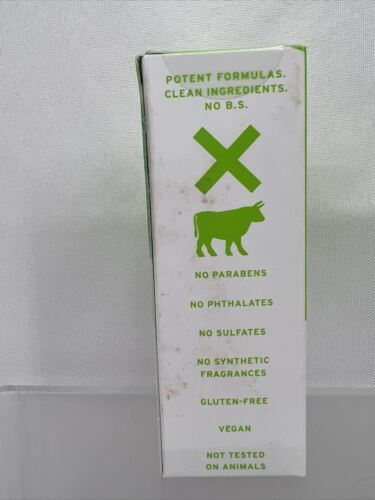 POTENT FORMULAS.
CLEAN INGREDIENTS.
NO B.S.
NO PARABENS
NO PHTHALATES
NO SULFATES
NO SYNTHETIC
FRAGRANCES
GLUTEN-FREE
VEGAN
NOT TESTED
ON ANIMALS